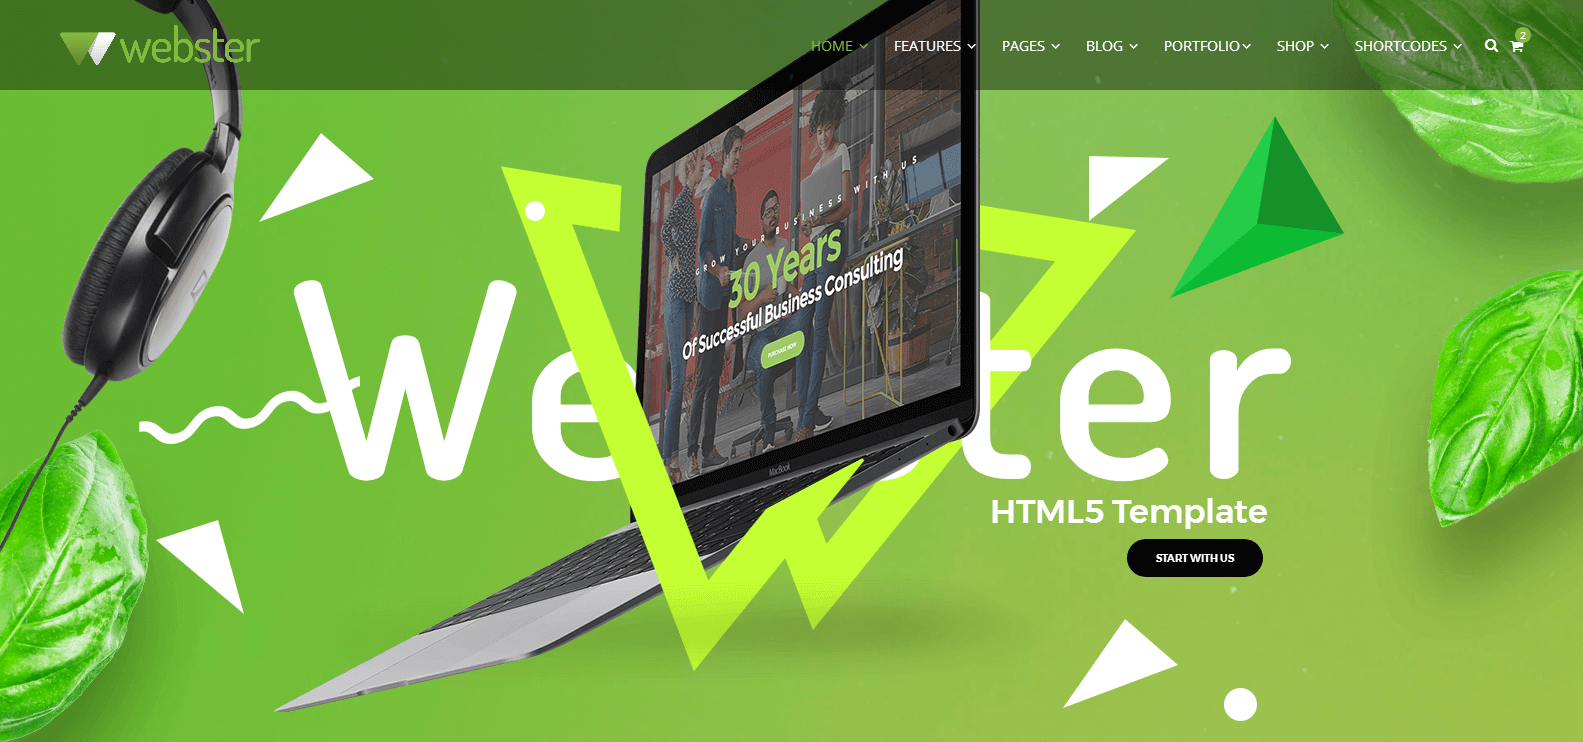 webster
HOME
FEATURES
PAGES
BLOG
PORTFOLIO
SHOP
SHORTCODES
2
GROW YOUR BUSINESS WITH US
30 Years
Of Successful Business Consulting
PURCHASE NOW
MacBook
We ter
HTML5 Template
START WITH US